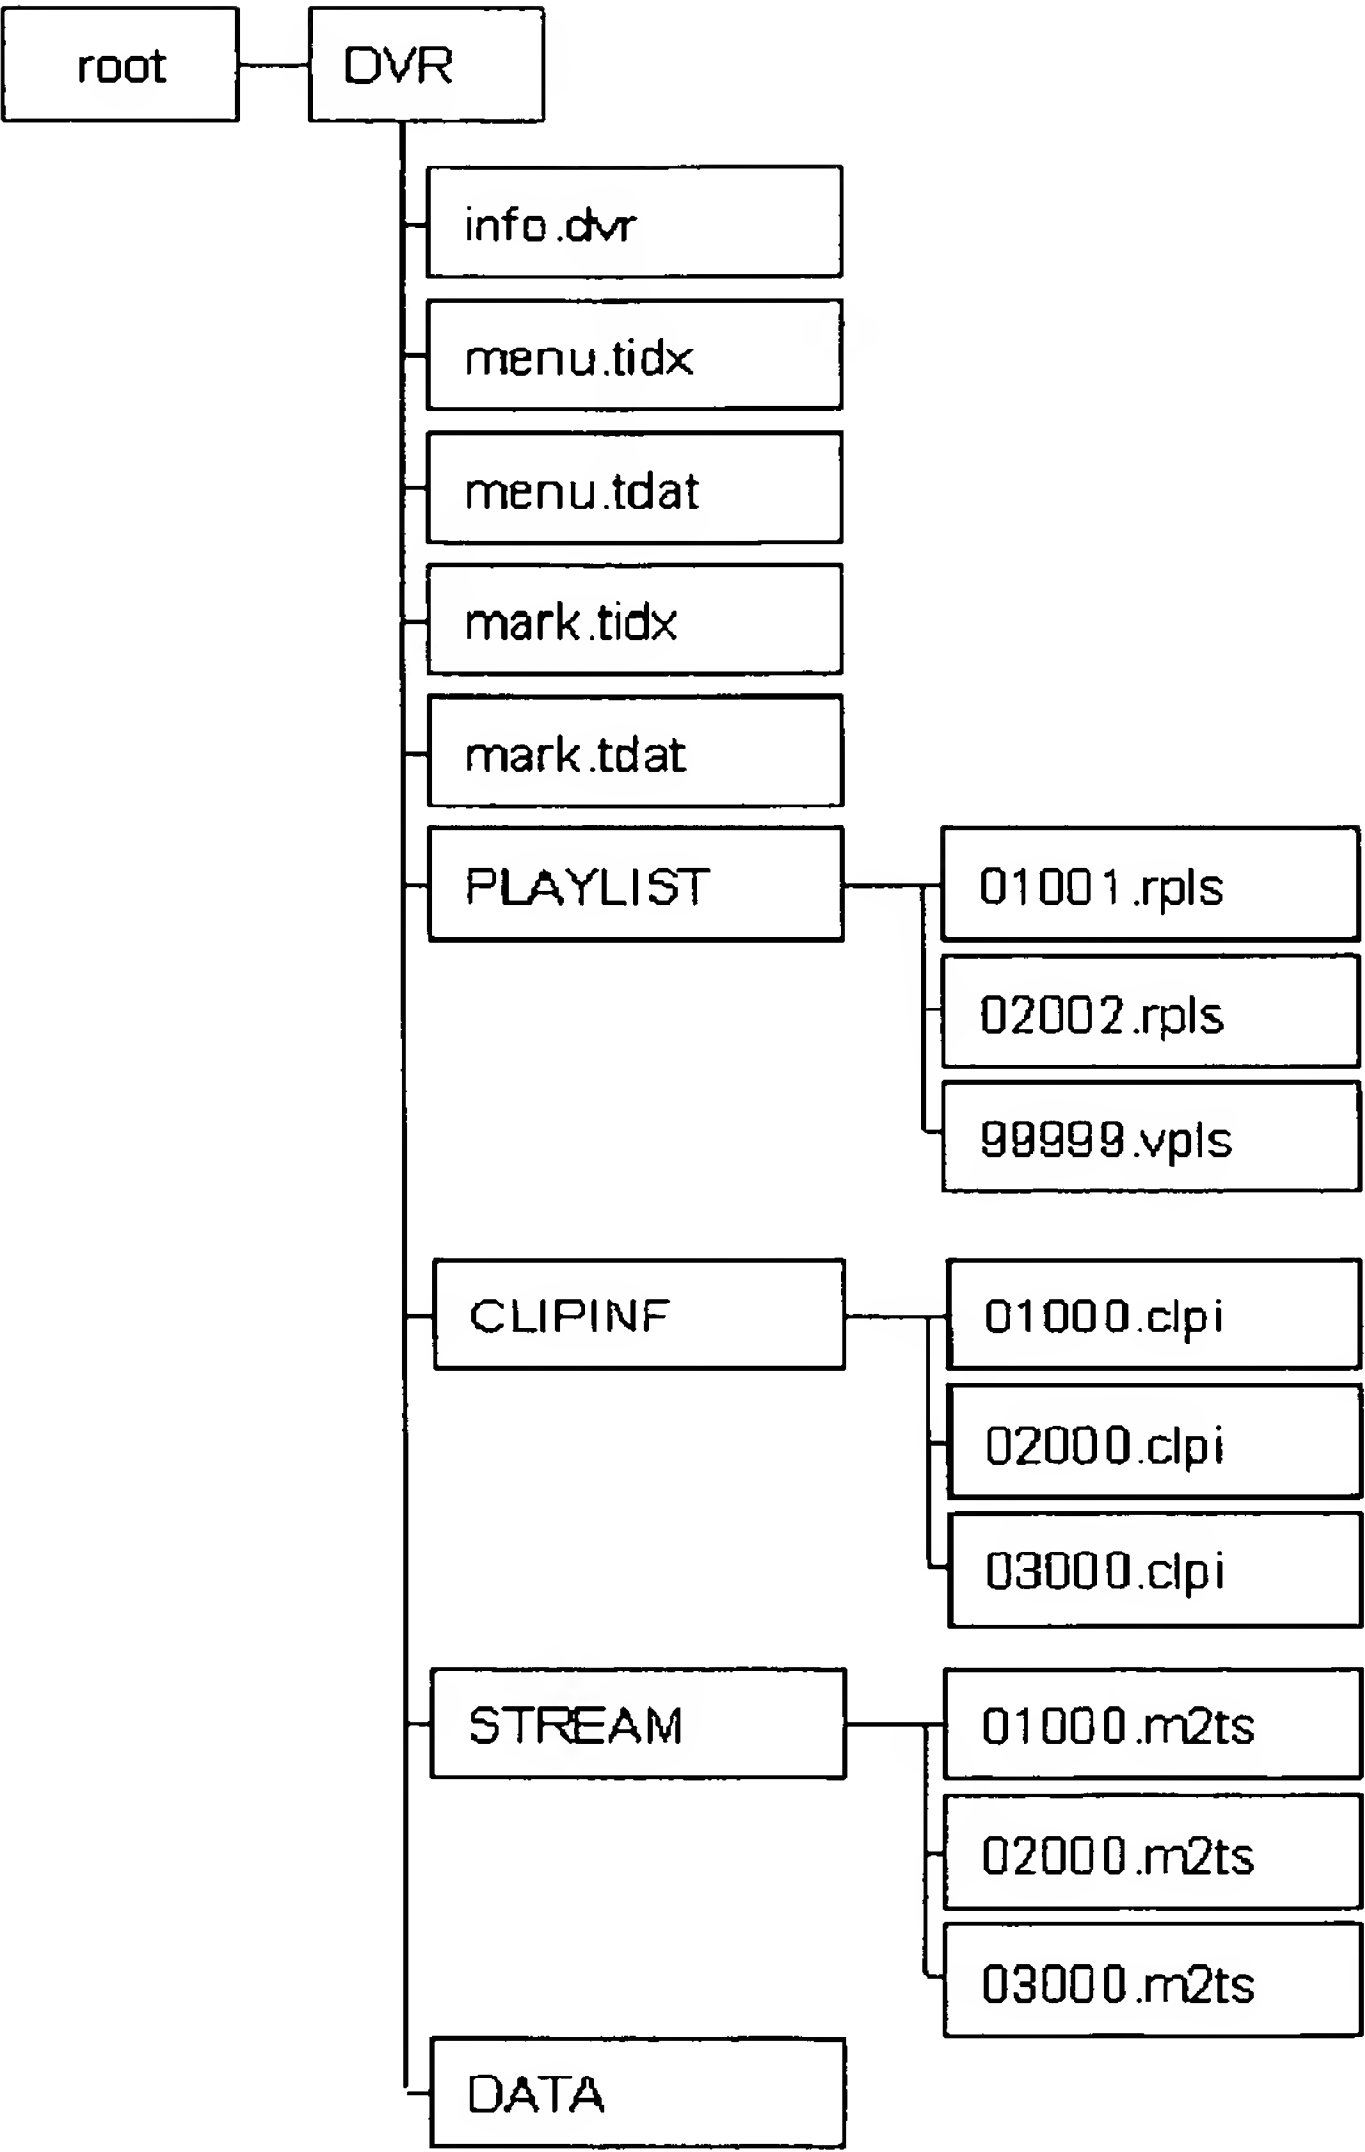 root
DVR
info.dvr
menu.tidx
menu.tdat
mark.tidx
mark.tdat
PLAYLIST
01001.rpls
02002.rpls
99999.vpls
CLIPINF
01000.clpi
02000.clpi
03000.clpi
STREAM
01000.m2ts
02000.m2ts
03000.m2ts
DATA